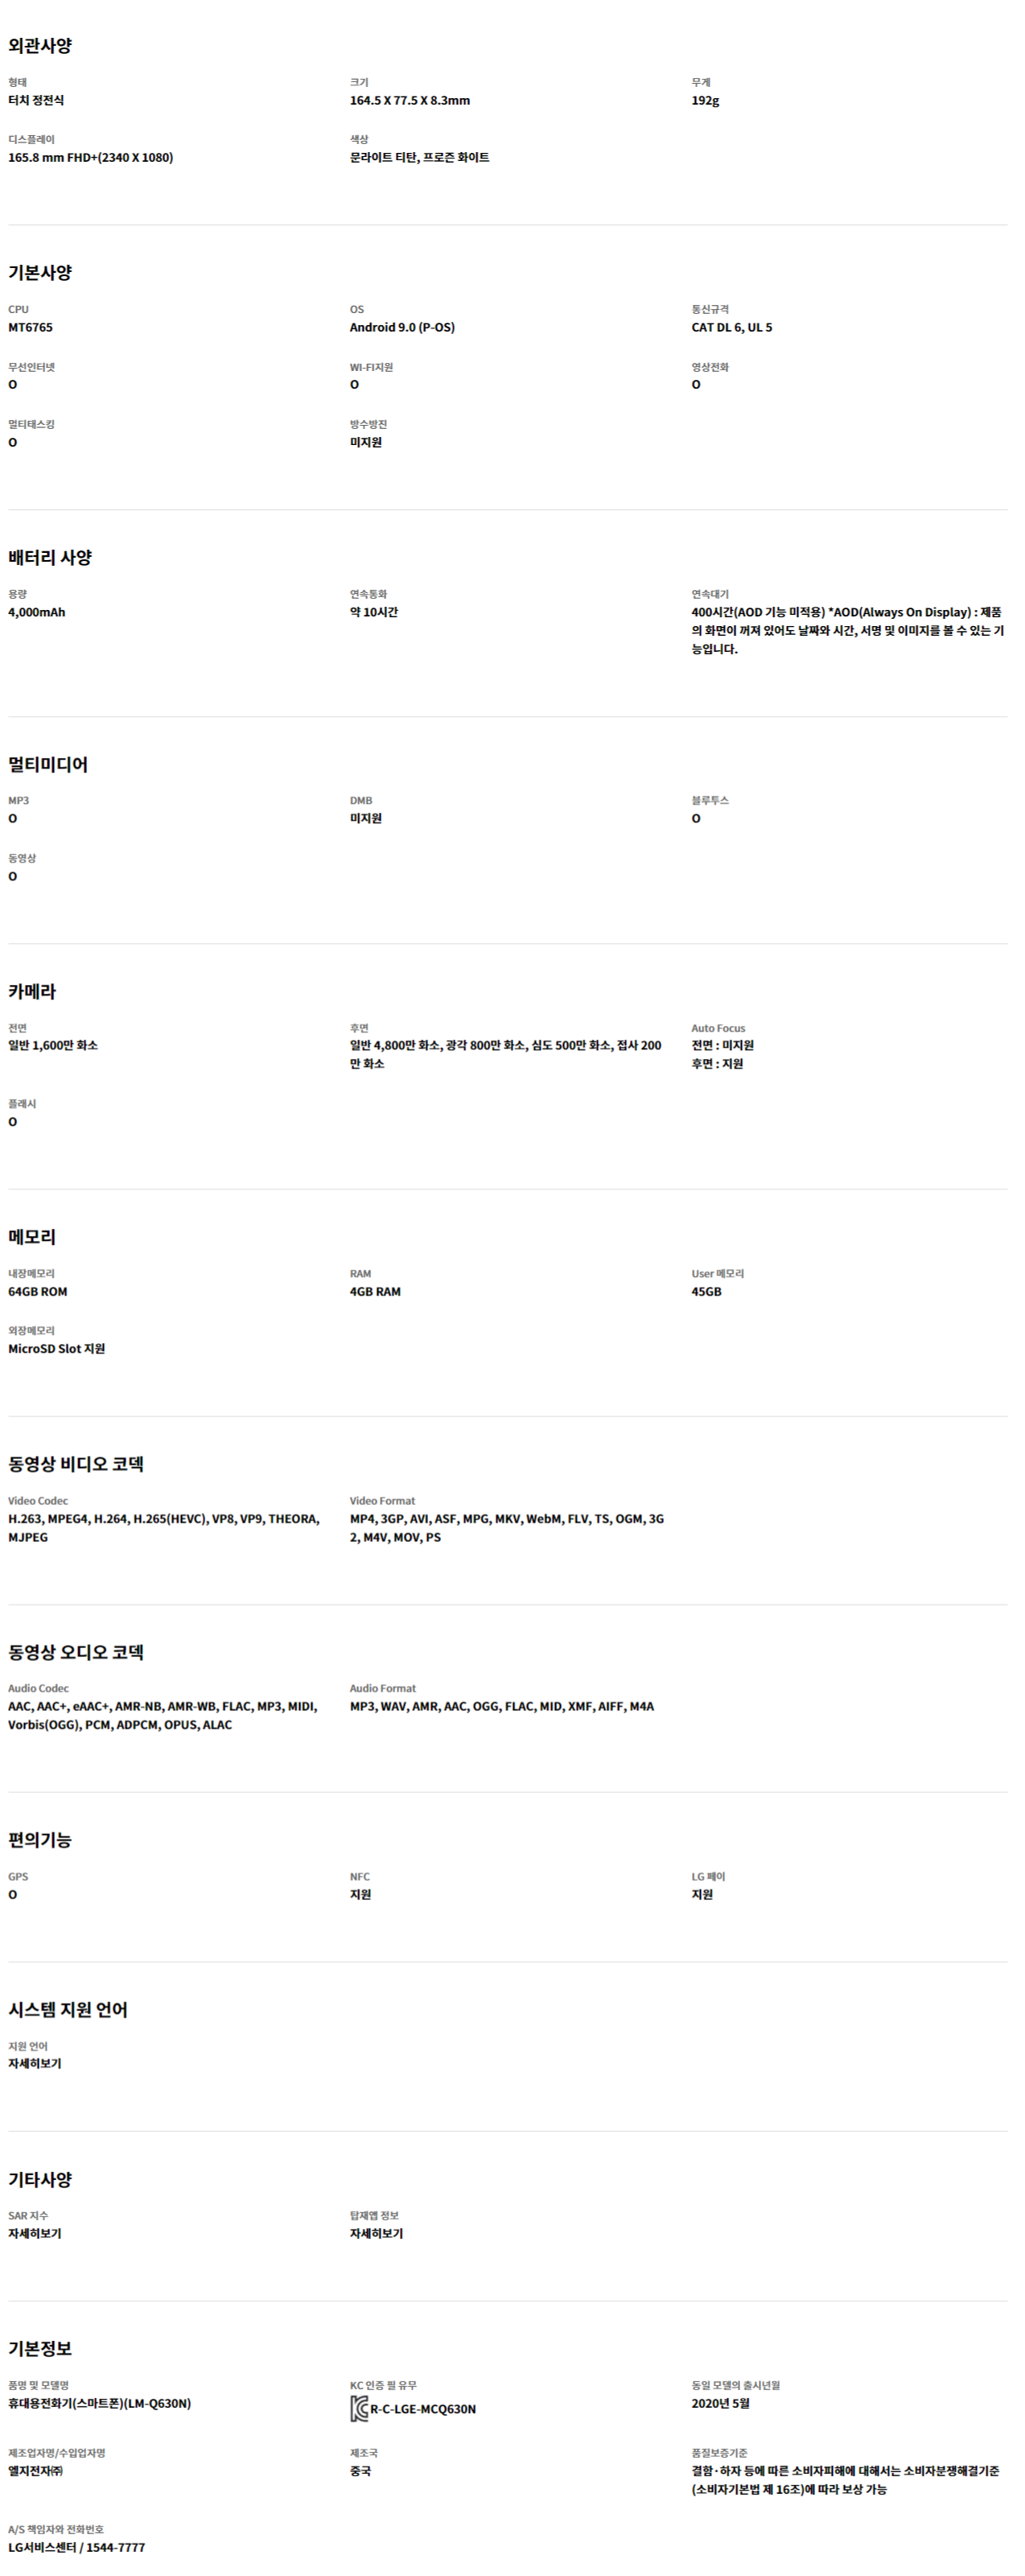 외관사양
형태
터치 정전식
크기
164.5 X 77.5 X 8.3mm
무게
192g
디스플레이
165.8 mm FHD+(2340 X 1080)
색상
문라이트 티탄, 프로즌 화이트
기본사양
CPU
MT6765
OS
Android 9.0 (P-OS)
통신규격
CAT DL 6, UL 5
무선인터넷
O
WI-FI지원
O
영상전화
O
멀티태스킹
O
방수방진
미지원
배터리 사양
용량
4,000mAh
연속통화
약 10시간
연속대기
400시간(AOD 기능 미적용) *AOD(Always On Display) : 제품
의 화면이 꺼져 있어도 날짜와 시간, 서명 및 이미지를 볼 수 있는 기
능입니다.
멀티미디어
MP3
O
DMB
미지원
블루투스
O
동영상
O
카메라
전면
일반 1,600만 화소
후면
일반 4,800만 화소, 광각 800만 화소, 심도 500만 화소, 접사 200
만 화소
Auto Focus
전면 : 미지원
후면 : 지원
플래시
O
메모리
내장메모리
64GB ROM
RAM
4GB RAM
User 메모리
45GB
외장메모리
MicroSD Slot 지원
동영상 비디오 코덱
Video Codec
H.263, MPEG4, H.264, H.265(HEVC), VP8, VP9, THEORA,
MJPEG
Video Format
MP4, 3GP, AVI, ASF, MPG, MKV, WebM, FLV, TS, OGM, 3G
2, M4V, MOV, PS
동영상 오디오 코덱
Audio Codec
AAC, AAC+, eAAC+, AMR-NB, AMR-WB, FLAC, MP3, MIDI,
Vorbis(OGG), PCM, ADPCM, OPUS, ALAC
Audio Format
MP3, WAV, AMR, AAC, OGG, FLAC, MID, XMF, AIFF, M4A
편의기능
GPS
O
NFC
지원
LG 페이
지원
시스템 지원 언어
지원 언어
자세히보기
기타사양
SAR 지수
자세히보기
탑재앱 정보
자세히보기
기본정보
품명 및 모델명
휴대용전화기(스마트폰)(LM-Q630N)
KC 인증 필 유무
R-C-LGE-MCQ630N
동일 모델의 출시년월
2020년 5월
제조업자명/수입업자명
엘지전자㈜
제조국
중국
품질보증기준
결함·하자 등에 따른 소비자피해에 대해서는 소비자분쟁해결기준
(소비자기본법 제 16조)에 따라 보상 가능
A/S 책임자와 전화번호
LG서비스센터 / 1544-7777